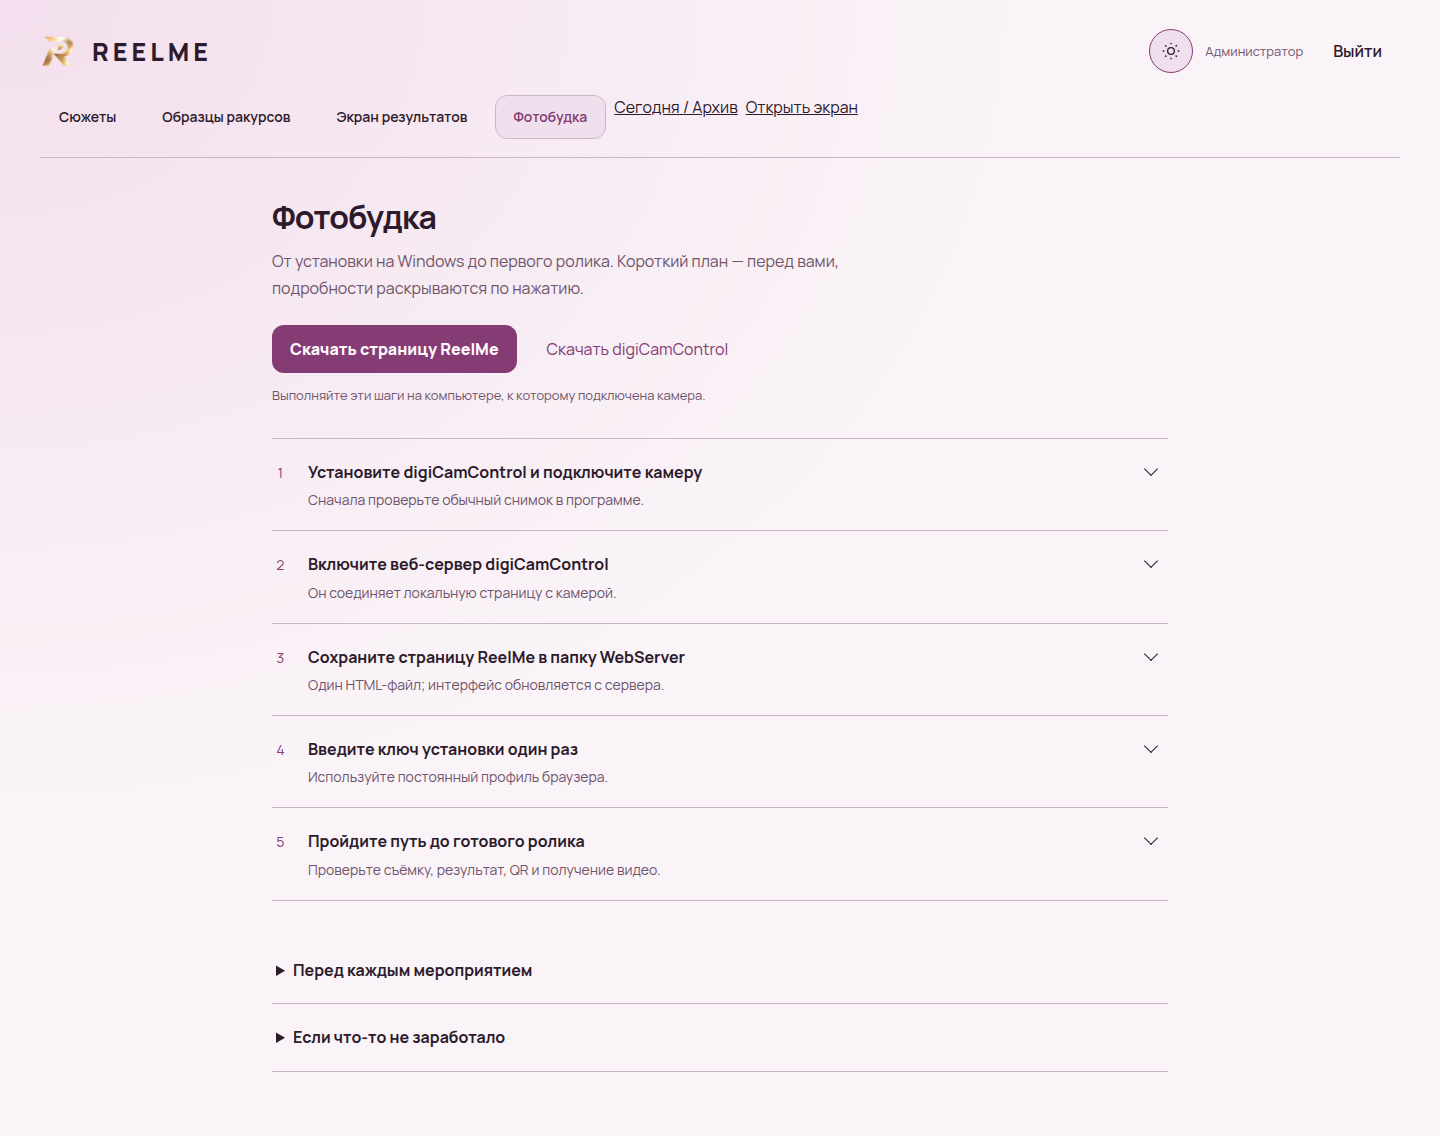 REELME
Администратор
Выйти
Сюжеты
Образцы ракурсов
Экран результатов
Фотобудка
Сегодня / Архив
Открыть экран
Фотобудка
От установки на Windows до первого ролика. Короткий план — перед вами,
подробности раскрываются по нажатию.
Скачать страницу ReelMe
Скачать digiCamControl
Выполняйте эти шаги на компьютере, к которому подключена камера.
1 Установите digiCamControl и подключите камеру
Сначала проверьте обычный снимок в программе.
2 Включите веб-сервер digiCamControl
Он соединяет локальную страницу с камерой.
3 Сохраните страницу ReelMe в папку WebServer
Один HTML-файл; интерфейс обновляется с сервера.
4 Введите ключ установки один раз
Используйте постоянный профиль браузера.
5 Пройдите путь до готового ролика
Проверьте съёмку, результат, QR и получение видео.
Перед каждым мероприятием
Если что-то не заработало